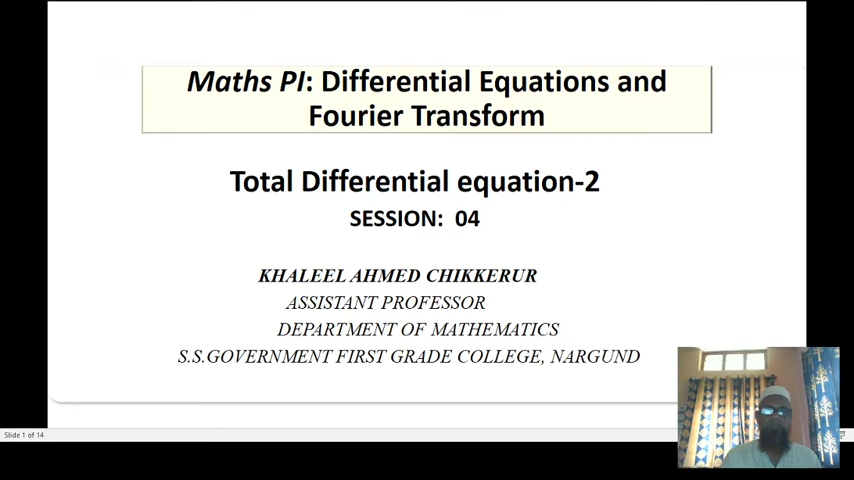 Maths PI: Differential Equations and
Fourier Transform
Total Differential equation-2
SESSION: 04
KHALEEL AHMED CHIKKERUR
ASSISTANT PROFESSOR
DEPARTMENT OF MATHEMATICS
S.S.GOVERNMENT FIRST GRADE COLLEGE, NARGUND
Slide 1 of 14